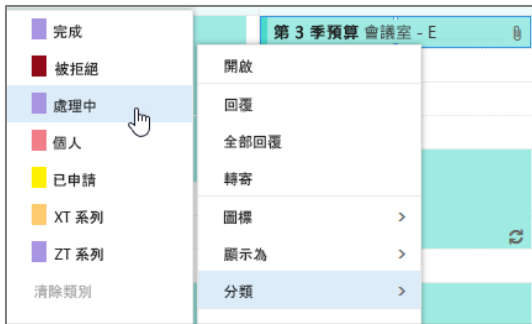 完成
被拒絕
處理中
個人
已申請
XT 系列
ZT 系列
清除類別
第 3 季預算 會議室 - E
開啟
回覆
全部回覆
轉寄
圖標
顯示為
分類